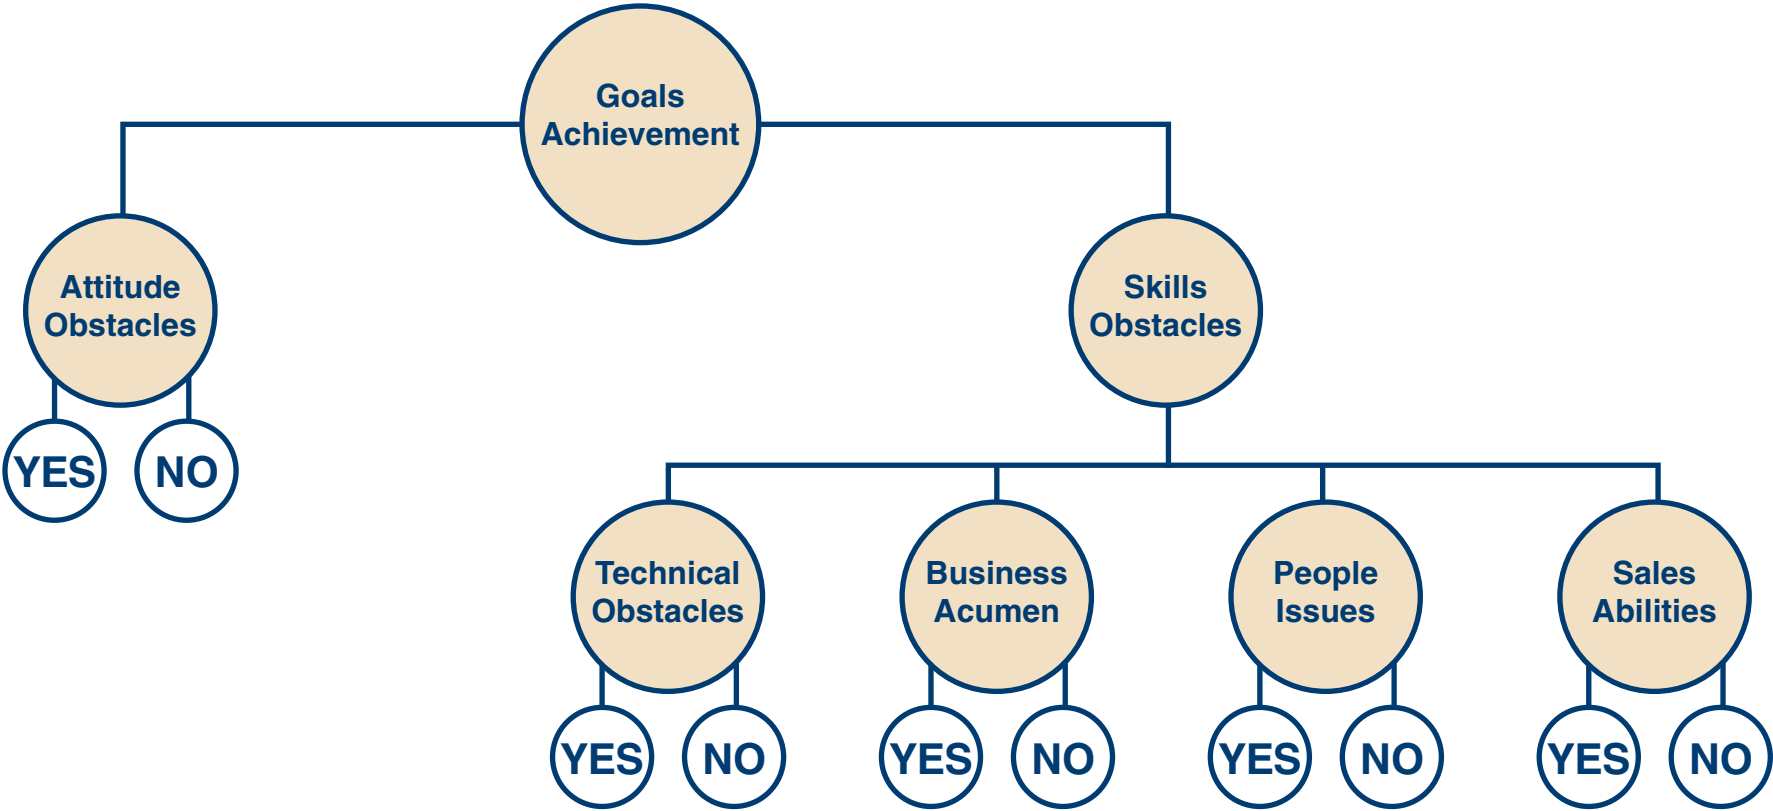 Goals
Achievement
Attitude
Obstacles
Skills
Obstacles
YES
NO
Technical
Obstacles
Business
Acumen
People
Issues
Sales
Abilities
YES
NO
YES
NO
YES
NO
YES
NO